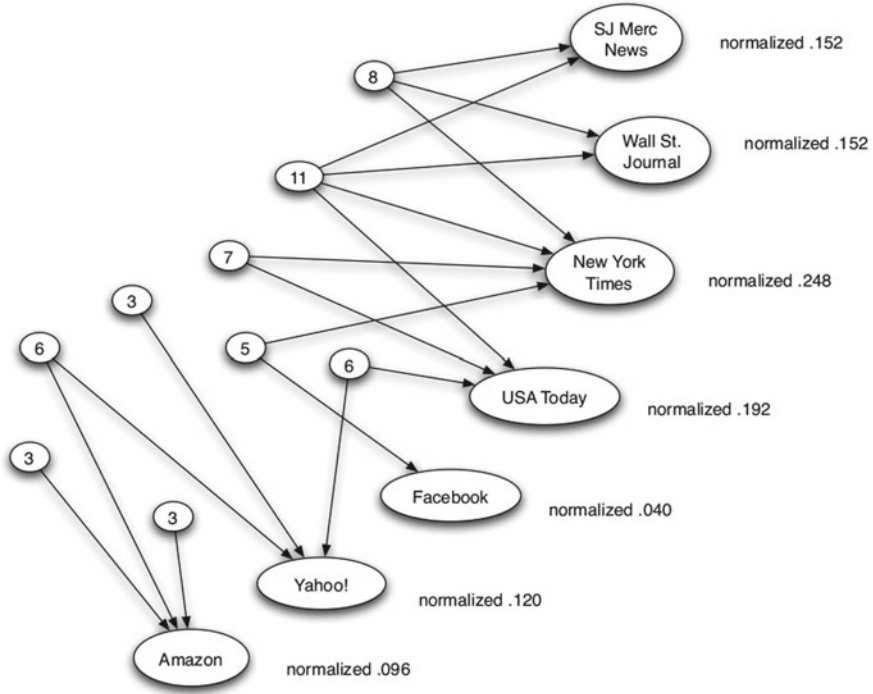 SJ Merc
News
normalized .152
8
Wall St.
Journal
normalized .152
11
7
New York
Times
normalized .248
3
6
5
6
USA Today
normalized .192
3
Facebook
normalized .040
3
Yahoo!
normalized .120
Amazon
normalized .096